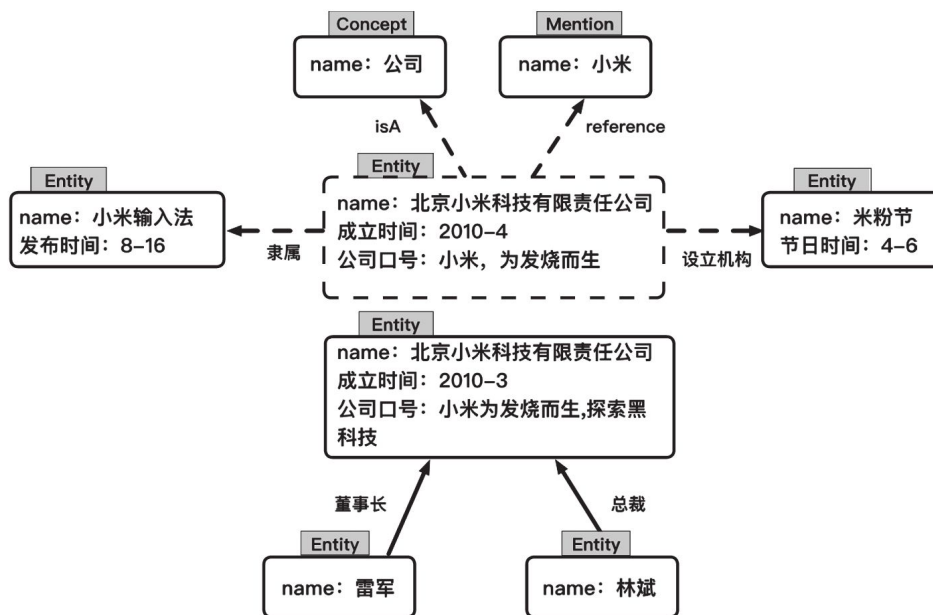 Concept
Mention
name：公司
name：小米
isA
reference
Entity
Entity
Entity
name：小米输入法
发布时间：8–16
name：北京小米科技有限责任公司
成立时间：2010–4
公司口号：小米，为发烧而生
name：米粉节
节日时间：4–6
隶属
设立机构
Entity
name：北京小米科技有限责任公司
成立时间：2010–3
公司口号：小米为发烧而生,探索黑
科技
董事长
总裁
Entity
Entity
name：雷军
name：林斌